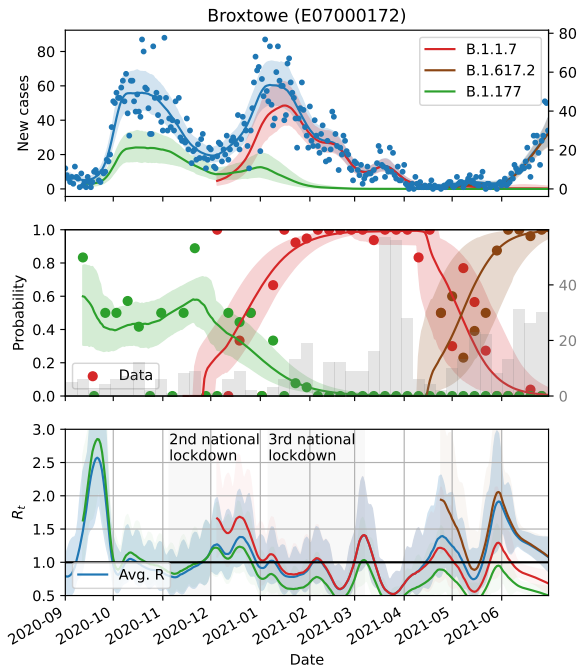 Broxtowe (E07000172)
New cases
80
60
40
20
0
80
60
40
20
0
B.1.1.7
B.1.617.2
B.1.177
Probability
1.0
0.8
0.6
0.4
0.2
0.0
40
20
0
Data
Rt
3.0
2.5
2.0
1.5
1.0
0.5
2nd national
lockdown
3rd national
lockdown
Avg. R
2020-09
2020-10
2020-11
2020-12
2021-01
2021-02
2021-03
2021-04
2021-05
2021-06
Date